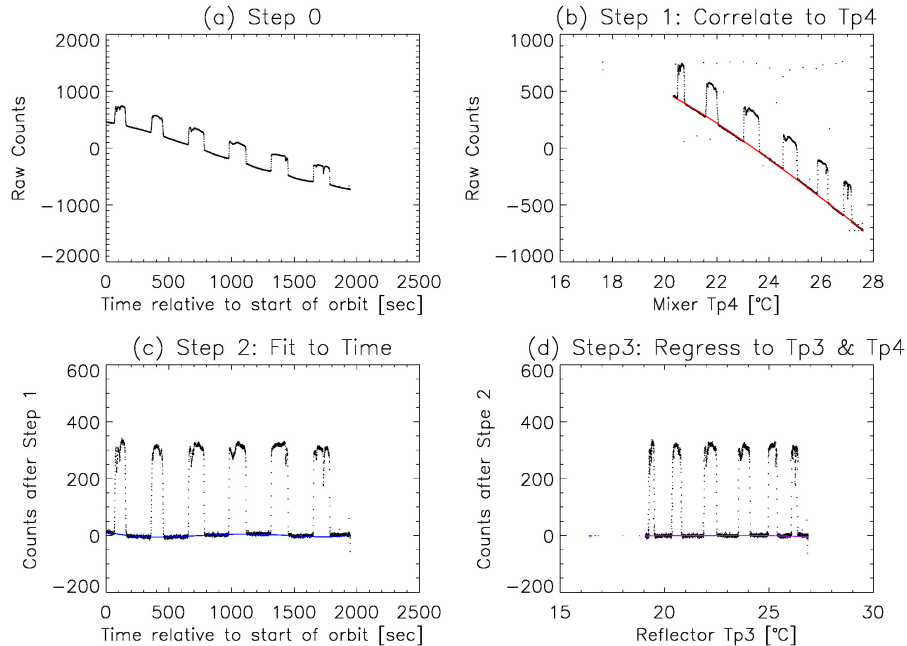 (a) Step 0
2000
1000
0
−1000
−2000
Raw Counts
0 500 1000 1500 2000 2500
Time relative to start of orbit [sec]
(b) Step 1: Correlate to Tp4
1000
500
0
−500
−1000
Raw Counts
16 18 20 22 24 26 28
Mixer Tp4 [°C]
(c) Step 2: Fit to Time
600
400
200
0
−200
Counts after Step 1
0 500 1000 1500 2000 2500
Time relative to start of orbit [sec]
(d) Step3: Regress to Tp3 & Tp4
600
400
200
0
−200
Counts after Stpe 2
15 20 25 30
Reflector Tp3 [°C]